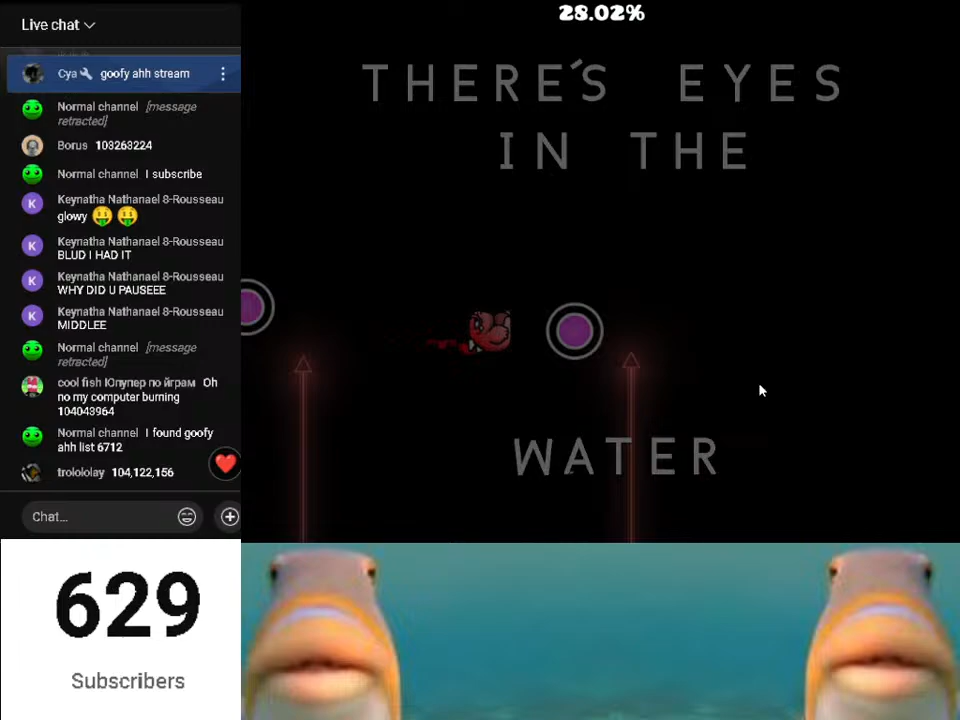 Live chat
Cya goofy ahh stream
Normal channel [message
retracted]
Borus 103263224
Normal channel I subscribe
Keynatha Nathanael 8-Rousseau
glowy
Keynatha Nathanael 8-Rousseau
BLUD I HAD IT
Keynatha Nathanael 8-Rousseau
WHY DID U PAUSEEE
Keynatha Nathanael 8-Rousseau
MIDDLEE
Normal channel [message
retracted]
cool fish Юпупер по йграм Oh
no my computer burning
104043964
Normal channel I found goofy
ahh list 6712
trolololay 104,122,156
Chat...
629
Subscribers
28.02%
THERE'S EYES
IN THE
WATER
K
K
K
K